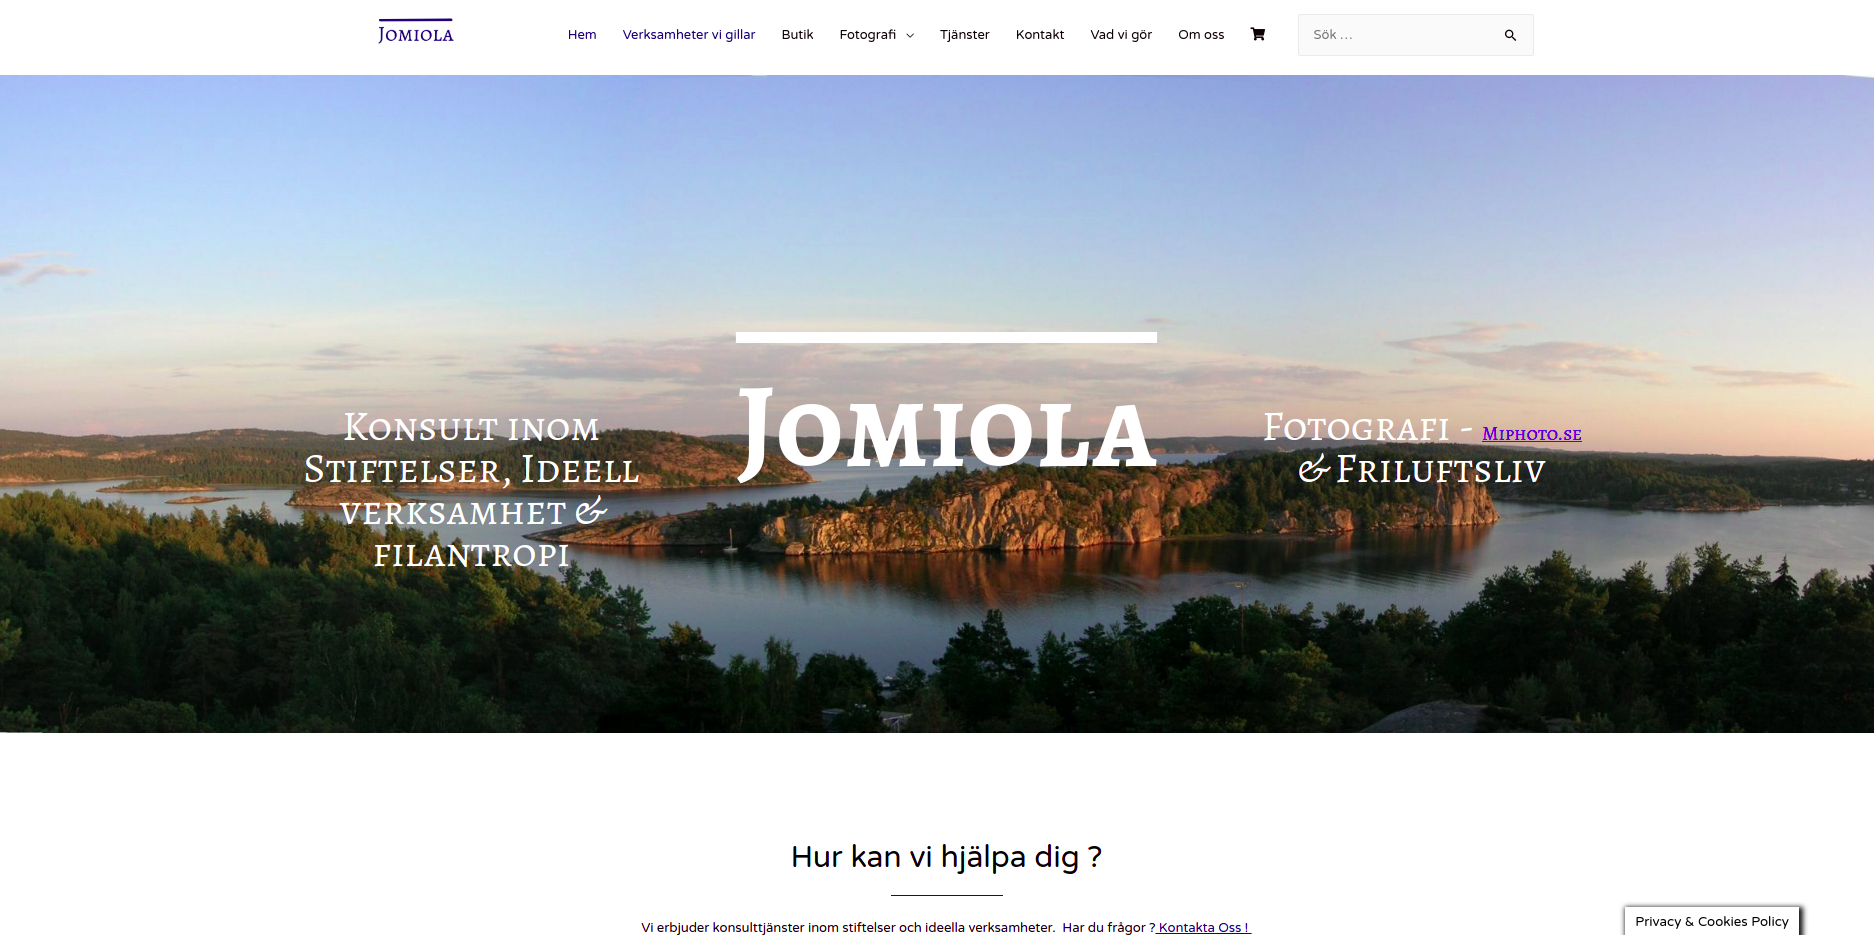 Jomiola
Hem Verksamheter vi gillar Butik Fotografi Tjänster Kontakt Vad vi gör Om oss Sök …
Jomiola
Konsult inom
Stiftelser, Ideell
verksamhet &
filantropi
Fotografi - Miphoto.se
& Friluftsliv
Hur kan vi hjälpa dig ?
Vi erbjuder konsulttjänster inom stiftelser och ideella verksamheter. Har du frågor ? Kontakta Oss !
Privacy & Cookies Policy